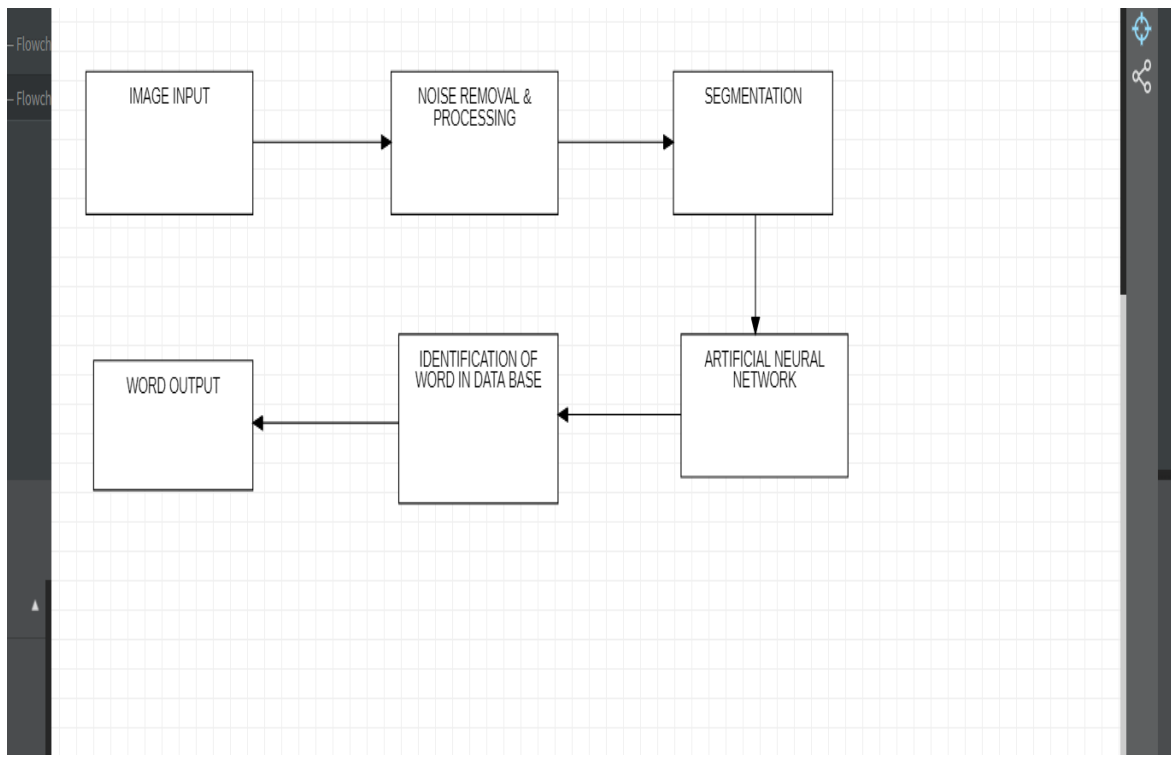 – Flowch
– Flowch
IMAGE INPUT
NOISE REMOVAL &
PROCESSING
SEGMENTATION
ARTIFICIAL NEURAL
NETWORK
IDENTIFICATION OF
WORD IN DATA BASE
WORD OUTPUT